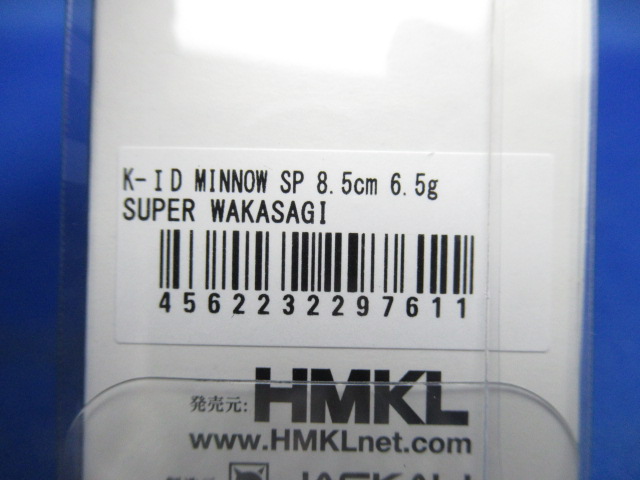 K-ID MINNOW SP 8.5cm 6.5g
SUPER WAKASAGI
4562232297611
発売元: HMKL
www.HMKLnet.com